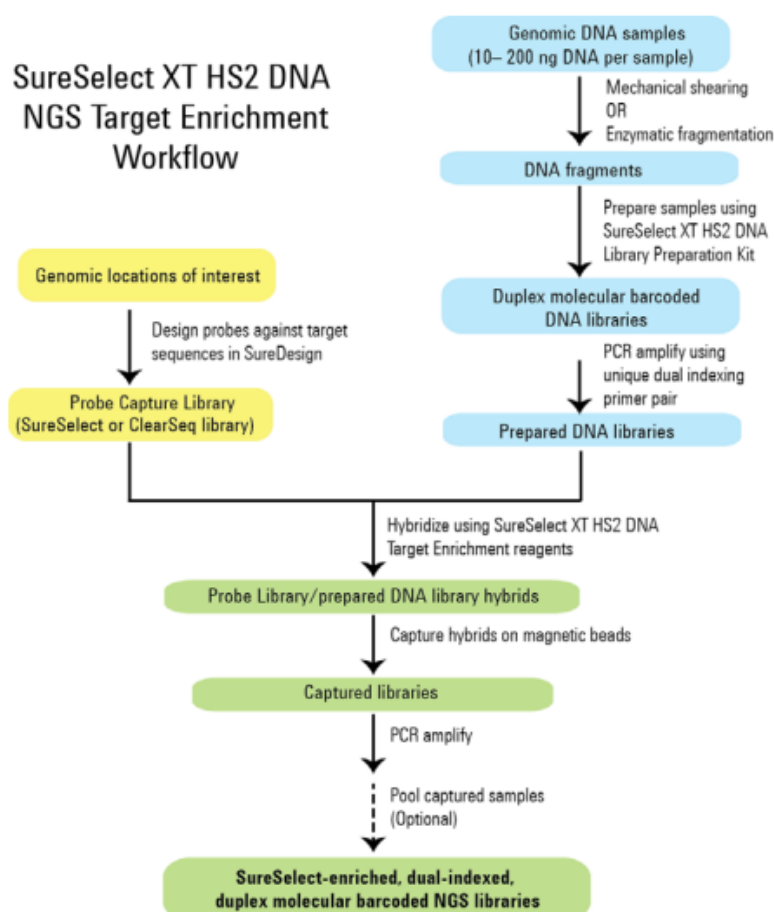 SureSelect XT HS2 DNA
NGS Target Enrichment
Workflow
Genomic DNA samples
(10– 200 ng DNA per sample)
Mechanical shearing
OR
Enzymatic fragmentation
DNA fragments
Prepare samples using
SureSelect XT HS2 DNA
Library Preparation Kit
Duplex molecular barcoded
DNA libraries
PCR amplify using
unique dual indexing
primer pair
Prepared DNA libraries
Genomic locations of interest
Design probes against target
sequences in SureDesign
Probe Capture Library
(SureSelect or ClearSeq library)
Hybridize using SureSelect XT HS2 DNA
Target Enrichment reagents
Probe Library/prepared DNA library hybrids
Capture hybrids on magnetic beads
Captured libraries
PCR amplify
Pool captured samples
(Optional)
SureSelect-enriched, dual-indexed,
duplex molecular barcoded NGS libraries